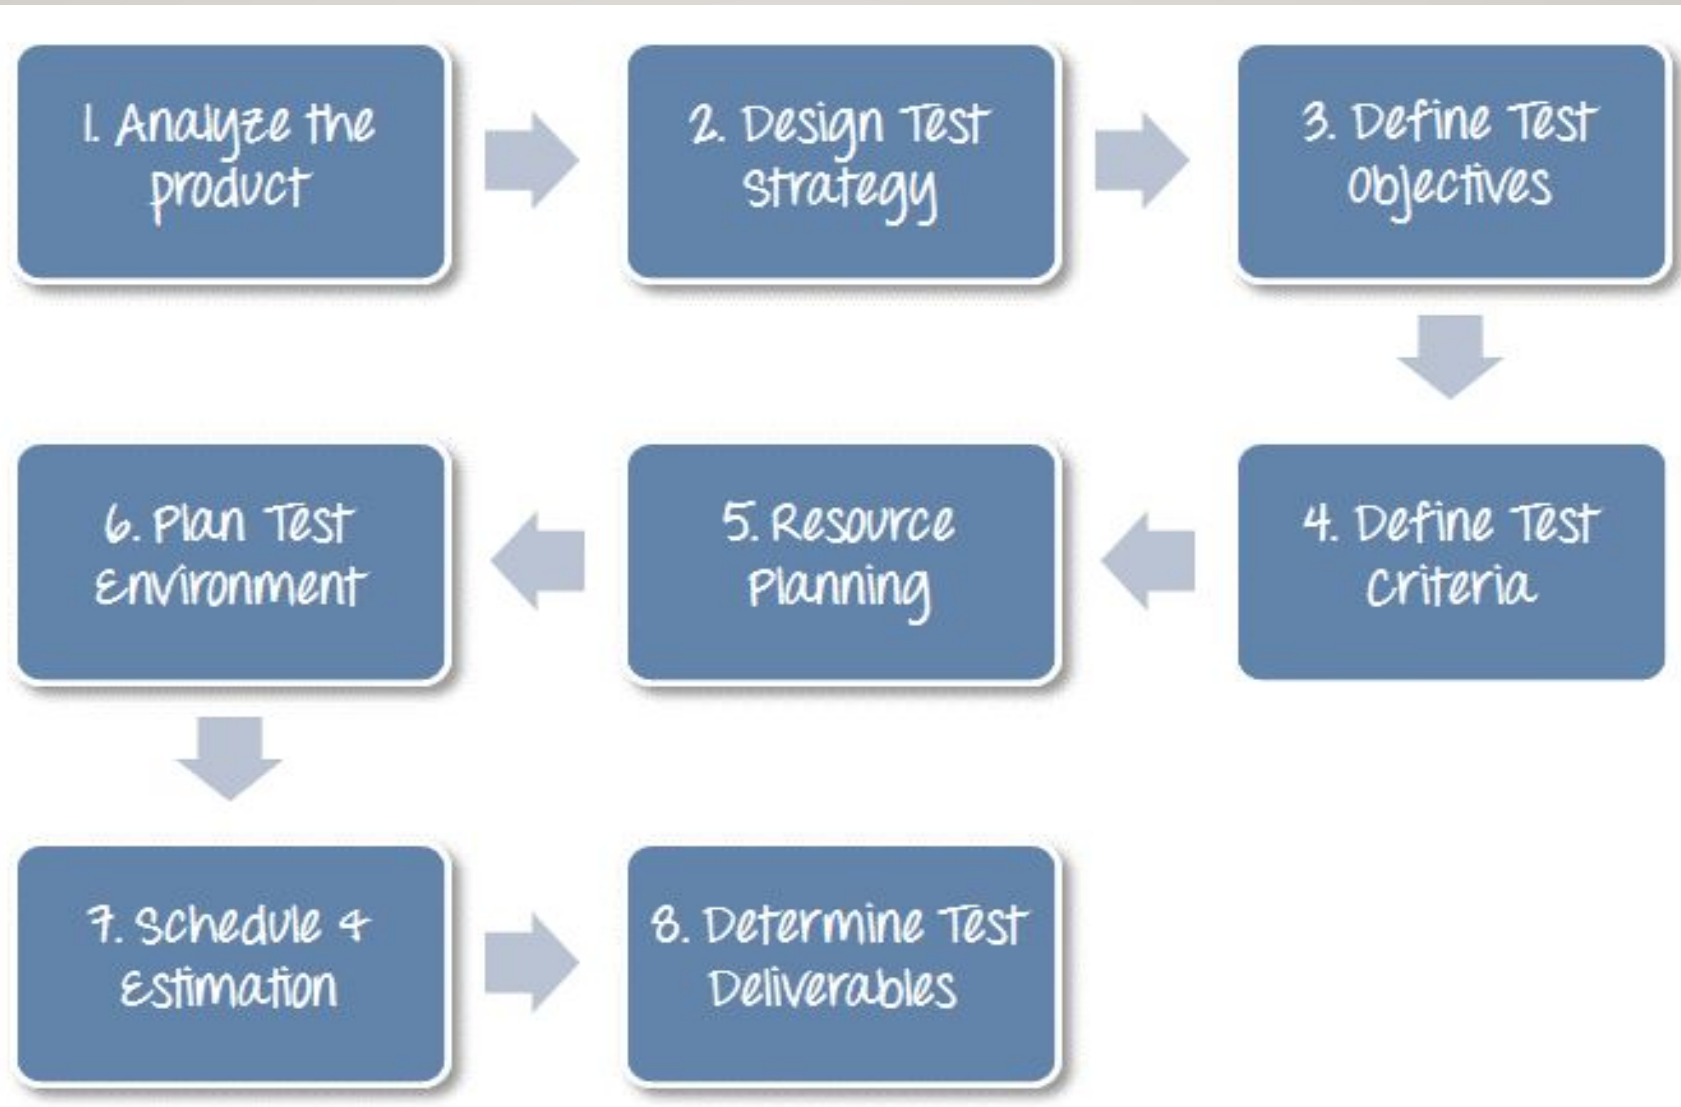 1. Analyze the
product
2. Design Test
Strategy
3. Define Test
Objectives
4. Define Test
Criteria
5. Resource
Planning
6. Plan Test
Environment
7. Schedule &
Estimation
8. Determine Test
Deliverables